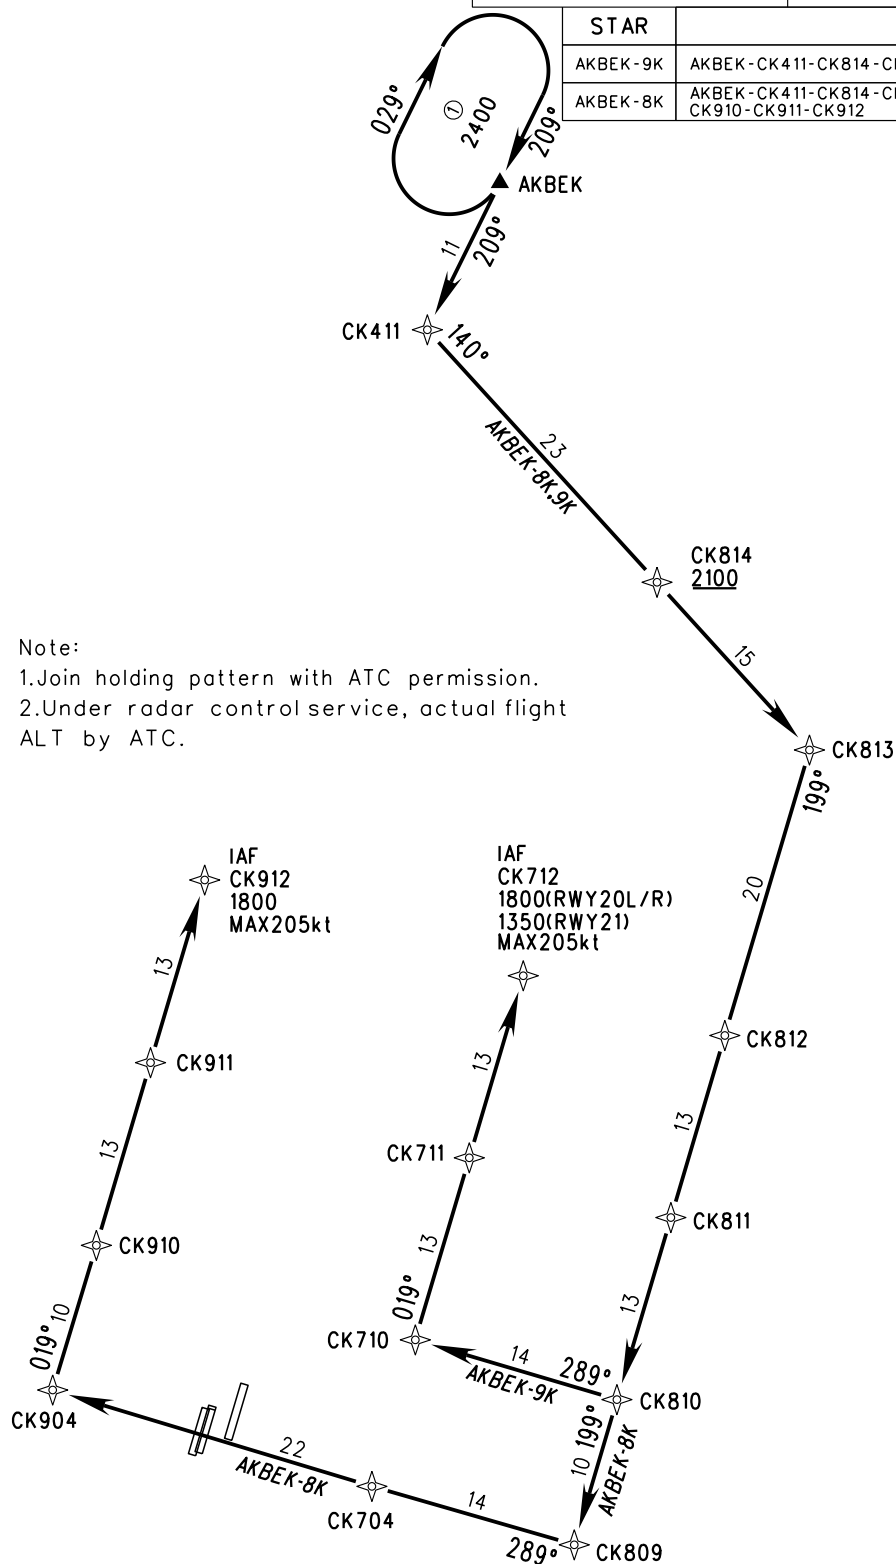 STAR
AKBEK-9K AKBEK-CK411-CK814-
AKBEK-8K AKBEK-CK411-CK814-
CK910-CK911-CK912
029°
①
2400
209°
AKBEK
11
209°
CK411
140°
23
AKBEK-8K,9K
CK814
2100
15
Note:
1.Join holding pattern with ATC permission.
2.Under radar control service, actual flight
ALT by ATC.
CK813
199°
20
IAF
CK912
1800
MAX205kt
IAF
CK712
1800(RWY20L/R)
1350(RWY21)
MAX205kt
13
CK812
13
CK911
13
CK711
13
CK811
13
CK910
13
13
019°
10
019°
CK710
14
289°
AKBEK-9K
CK810
CK904
199°
10
AKBEK-8K
22
AKBEK-8K
14
CK704
289°
CK809